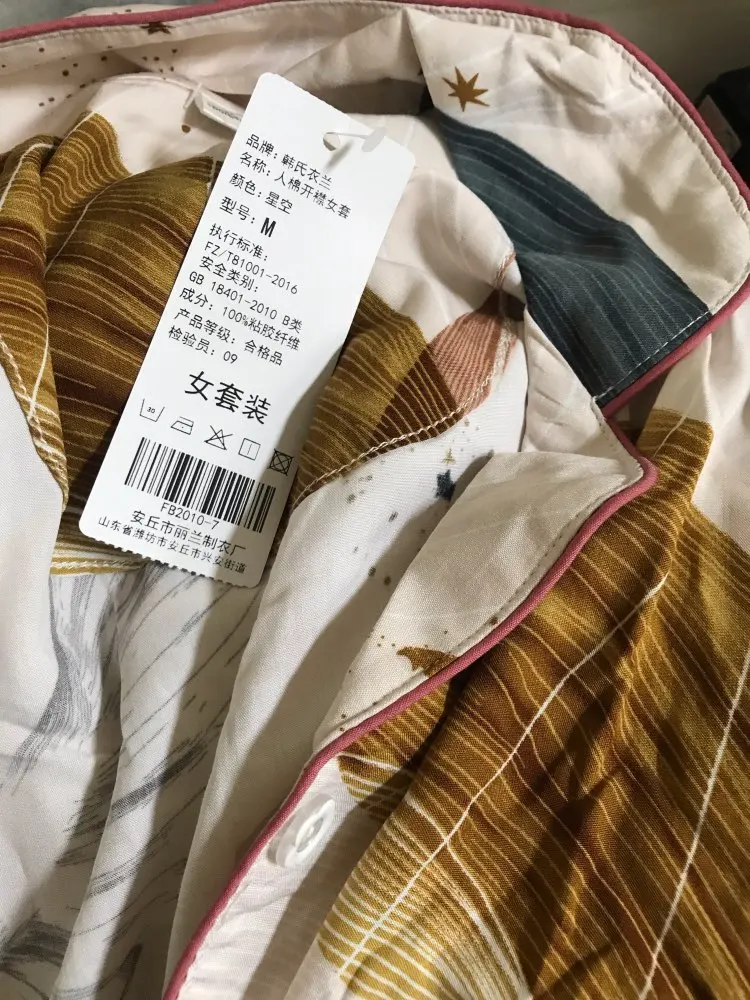 品牌：韩氏衣兰
名称：人棉开襟女套
颜色：星空
型号：M
执行标准：
FZ/T81001-2016
安全类别：
GB 18401-2010 B类
成分：100%粘胶纤维
产品等级：合格品
检验员：09
女套装
30
FB2010-7
安丘市丽兰制衣厂
山东省潍坊市安丘市兴安街道